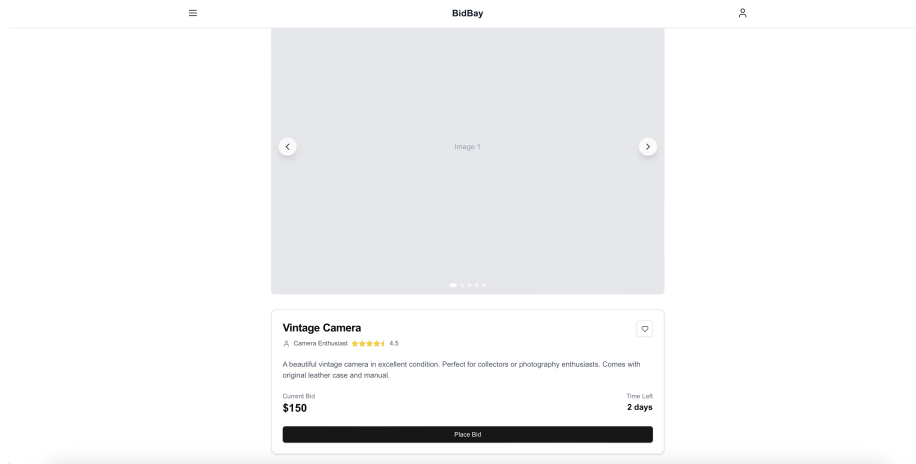 BidBay
Image 1
Vintage Camera
Camera Enthusiast 4.5
A beautiful vintage camera in excellent condition. Perfect for collectors or photography enthusiasts. Comes with
original leather case and manual.
Current Bid Time Left
$150 2 days
Place Bid